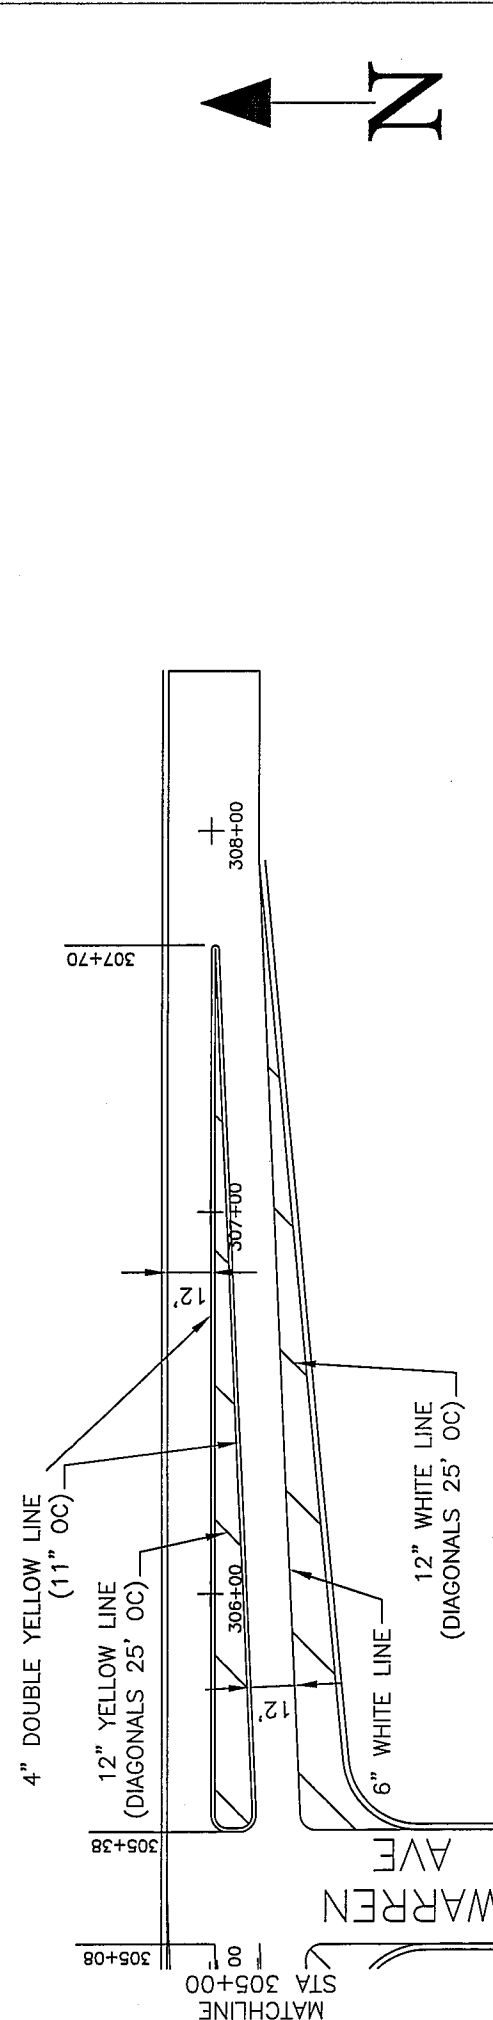 N
308+00
307+70
307+00
12'
4" DOUBLE YELLOW LINE
(11" OC)
12" YELLOW LINE
(DIAGONALS 25' OC)
306+00
12'
12" WHITE LINE
(DIAGONALS 25' OC)
6" WHITE LINE
305+38
WARREN
AVE
305+08
00
MATCHLINE
STA 305+00